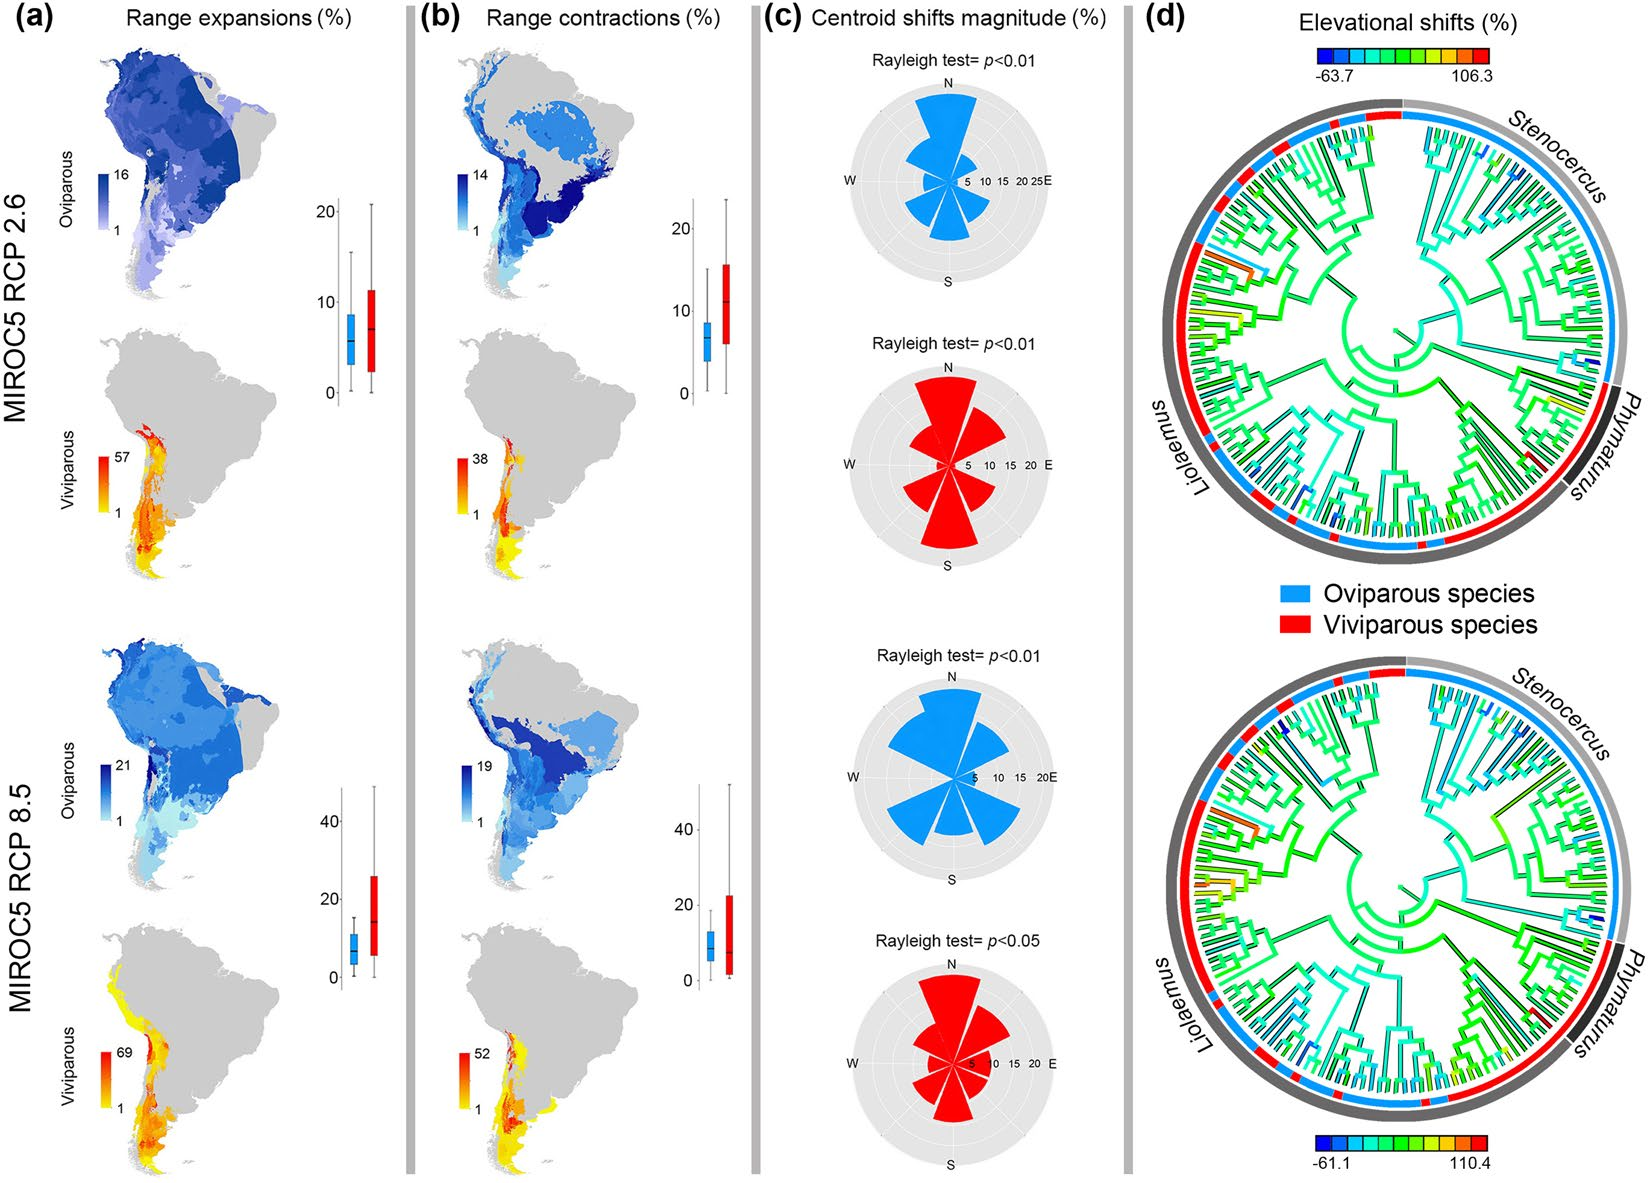 (a) Range expansions (%)
(b) Range contractions (%)
(c) Centroid shifts magnitude (%)
(d) Elevational shifts (%)
MIROC5 RCP 2.6
Oviparous
16
1
20
10
0
Viviparous
57
1
14
1
20
10
0
38
1
Rayleigh test= p<0.01
N
W 5 10 15 20 25 E
S
Rayleigh test= p<0.01
N
W 5 10 15 20 E
S
-63.7 106.3
Stenocercus
Phymaturus
Liolaemus
Oviparous species
Viviparous species
MIROC5 RCP 8.5
Oviparous
21
1
40
20
0
Viviparous
69
1
19
1
40
20
0
52
1
Rayleigh test= p<0.01
N
W 5 10 15 20 E
S
Rayleigh test= p<0.05
N
W 5 10 15 20 E
S
Stenocercus
Phymaturus
Liolaemus
-61.1 110.4